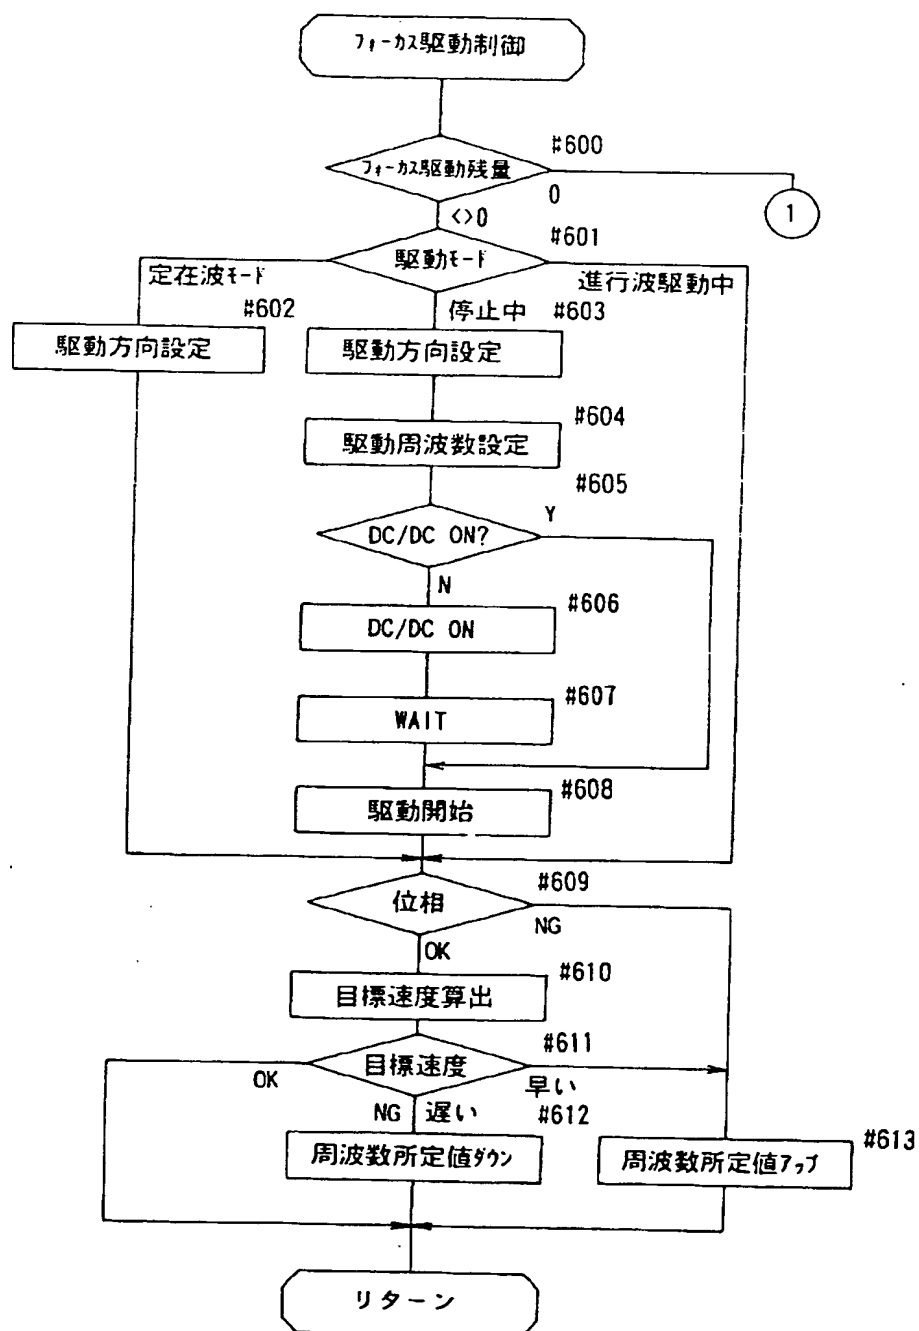 フォーカス駆動制御
#600
フォーカス駆動残量
0
1
<>0
#601
駆動モード
定在波モード
進行波駆動中
#602
停止中
#603
駆動方向設定
駆動方向設定
#604
駆動周波数設定
#605
Y
DC/DC ON?
N
#606
DC/DC ON
#607
WAIT
#608
駆動開始
#609
位相
NG
OK
#610
目標速度算出
#611
目標速度
OK
早い
NG
遅い
#612
#613
周波数所定値ダウン
周波数所定値アップ
リターン